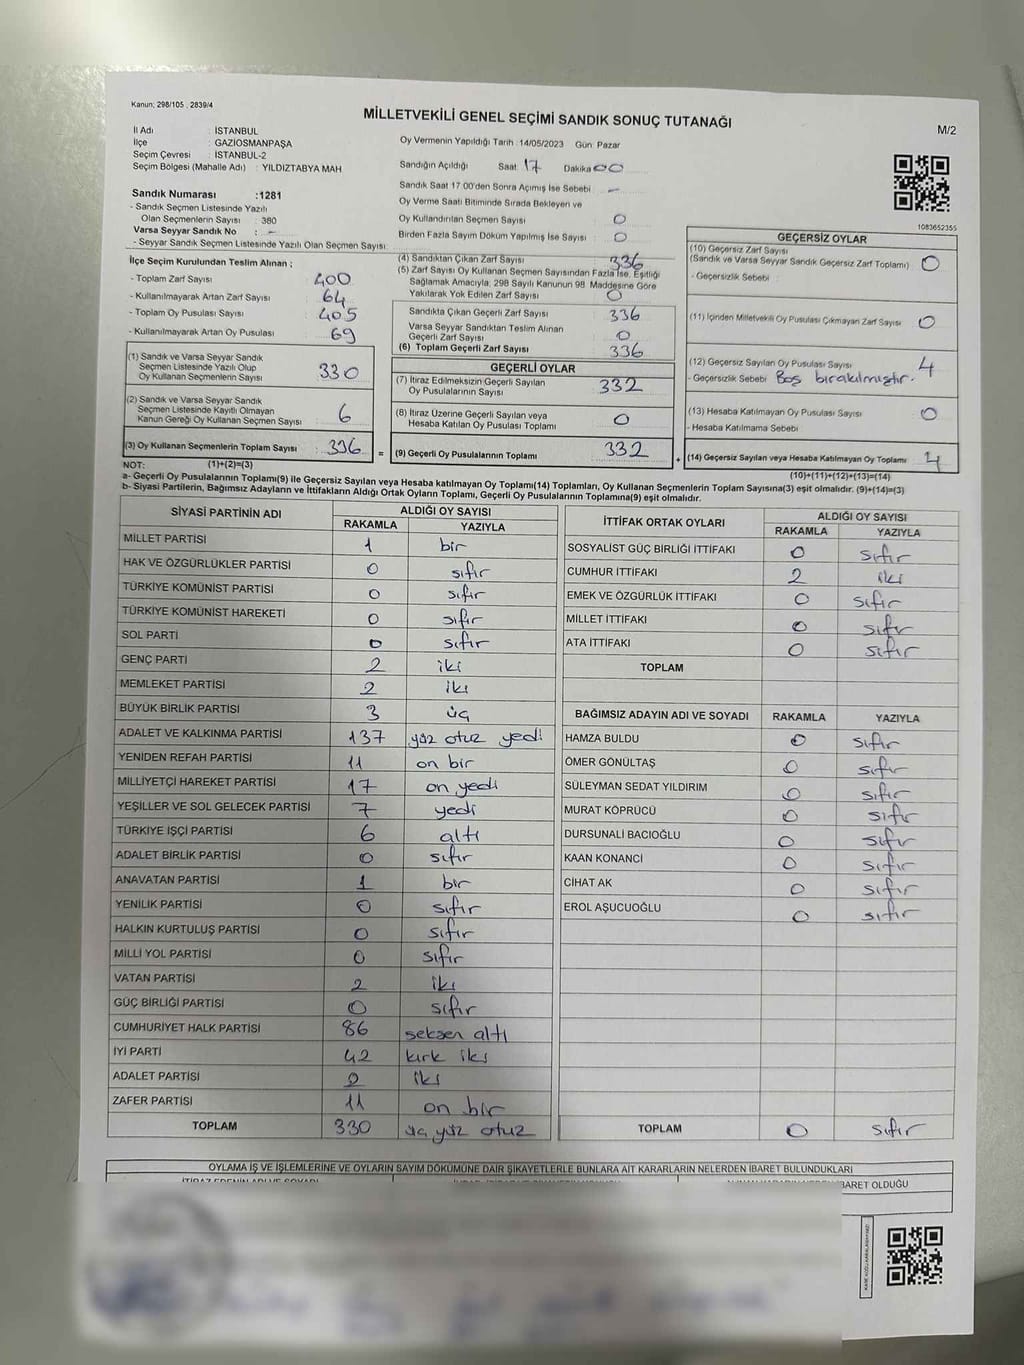 Kanun: 298/105 , 2839/4
MİLLETVEKİLİ GENEL SEÇİMİ SANDIK SONUÇ TUTANAĞI
M/2
İl Adı : İSTANBUL
İlçe : GAZİOSMANPAŞA
Seçim Çevresi : İSTANBUL-2
Seçim Bölgesi (Mahalle Adı) : YILDIZTABYA MAH
Sandık Numarası :1281
- Sandık Seçmen Listesinde Yazılı
Olan Seçmenlerin Sayısı : 380
Varsa Seyyar Sandık No : -
- Seyyar Sandık Seçmen Listesinde Yazılı Olan Seçmen Sayısı:
Oy Vermenin Yapıldığı Tarih :14/05/2023 Gün: Pazar
Sandığın Açıldığı Saat 17 Dakika 00
Sandık Saat 17:00'den Sonra Açımış İse Sebebi : -
Oy Verme Saati Bitiminde Sırada Bekleyen ve
Oy Kullandırılan Seçmen Sayısı : 0
Birden Fazla Sayım Döküm Yapılmış İse Sayısı : 0
1083652355
İlçe Seçim Kurulundan Teslim Alınan ;
- Toplam Zarf Sayısı : 400
- Kullanılmayarak Artan Zarf Sayısı : 64
- Toplam Oy Pusulası Sayısı : 405
- Kullanılmayarak Artan Oy Pusulası : 69
(1) Sandık ve Varsa Seyyar Sandık
Seçmen Listesinde Yazılı Olup
Oy Kullanan Seçmenlerin Sayısı : 330
(2) Sandık ve Varsa Seyyar Sandık
Seçmen Listesinde Kayıtlı Olmayan
Kanun Gereği Oy Kullanan Seçmen Sayısı : 6
(3) Oy Kullanan Seçmenlerin Toplam Sayısı : 336
(4) Sandıktan Çıkan Zarf Sayısı : 336
(5) Zarf Sayısı Oy Kullanan Seçmen Sayısından Fazla İse, Eşitliği
Sağlamak Amacıyla, 298 Sayılı Kanunun 98. Maddesine Göre
Yakılarak Yok Edilen Zarf Sayısı : 0
Sandıkta Çıkan Geçerli Zarf Sayısı : 336
Varsa Seyyar Sandıktan Teslim Alınan
Geçerli Zarf Sayısı : 0
(6) Toplam Geçerli Zarf Sayısı : 336
GEÇERLİ OYLAR
(7) İtiraz Edilmeksizin Geçerli Sayılan
Oy Pusulalarının Sayısı : 332
(8) İtiraz Üzerine Geçerli Sayılan veya
Hesaba Katılan Oy Pusulası Toplamı : 0
= (9) Geçerli Oy Pusulalarının Toplamı : 332
GEÇERSİZ OYLAR
(10) Geçersiz Zarf Sayısı
(Sandık ve Varsa Seyyar Sandık Geçersiz Zarf Toplamı) : 0
- Geçersizlik Sebebi :
(11) İçinden Milletvekili Oy Pusulası Çıkmayan Zarf Sayısı : 0
(12) Geçersiz Sayılan Oy Pusulası Sayısı : 4
- Geçersizlik Sebebi : Boş bırakılmıştır.
(13) Hesaba Katılmayan Oy Pusulası Sayısı : 0
- Hesaba Katılmama Sebebi :
+ (14) Geçersiz Sayılan veya Hesaba Katılmayan Oy Toplamı : 4
NOT: (1)+(2)=(3)
(10)+(11)+(12)+(13)=(14)
a- Geçerli Oy Pusulalarının Toplamı(9) ile Geçersiz Sayılan veya Hesaba katılmayan Oy Toplamı(14) Toplamları, Oy Kullanan Seçmenlerin Toplam Sayısına(3) eşit olmalıdır. (9)+(14)=(3)
b- Siyasi Partilerin, Bağımsız Adayların ve İttifakların Aldığı Ortak Oyların Toplamı, Geçerli Oy Pusulalarının Toplamına(9) eşit olmalıdır.
SİYASİ PARTİNİN ADI ALDIĞI OY SAYISI
RAKAMLA YAZIYLA
MİLLET PARTİSİ 1 bir
HAK VE ÖZGÜRLÜKLER PARTİSİ 0 sıfır
TÜRKİYE KOMÜNİST PARTİSİ 0 sıfır
TÜRKİYE KOMÜNİST HAREKETİ 0 sıfır
SOL PARTİ 0 sıfır
GENÇ PARTİ 2 iki
MEMLEKET PARTİSİ 2 iki
BÜYÜK BİRLİK PARTİSİ 3 üç
ADALET VE KALKINMA PARTİSİ 137 yüz otuz yedi
YENİDEN REFAH PARTİSİ 11 on bir
MİLLİYETÇİ HAREKET PARTİSİ 17 on yedi
YEŞİLLER VE SOL GELECEK PARTİSİ 7 yedi
TÜRKİYE İŞÇİ PARTİSİ 6 altı
ADALET BİRLİK PARTİSİ 0 sıfır
ANAVATAN PARTİSİ 1 bir
YENİLİK PARTİSİ 0 sıfır
HALKIN KURTULUŞ PARTİSİ 0 sıfır
MİLLİ YOL PARTİSİ 0 sıfır
VATAN PARTİSİ 2 iki
GÜÇ BİRLİĞİ PARTİSİ 0 sıfır
CUMHURİYET HALK PARTİSİ 86 seksen altı
İYİ PARTİ 42 kırk iki
ADALET PARTİSİ 2 iki
ZAFER PARTİSİ 11 on bir
TOPLAM 330 üç yüz otuz
İTTİFAK ORTAK OYLARI ALDIĞI OY SAYISI
RAKAMLA YAZIYLA
SOSYALİST GÜÇ BİRLİĞİ İTTİFAKI 0 sıfır
CUMHUR İTTİFAKI 2 iki
EMEK VE ÖZGÜRLÜK İTTİFAKI 0 sıfır
MİLLET İTTİFAKI 0 sıfır
ATA İTTİFAKI 0 sıfır
TOPLAM
BAĞIMSIZ ADAYIN ADI VE SOYADI RAKAMLA YAZIYLA
HAMZA BULDU 0 sıfır
ÖMER GÖNÜLTAŞ 0 sıfır
SÜLEYMAN SEDAT YILDIRIM 0 sıfır
MURAT KÖPRÜCÜ 0 sıfır
DURSUNALİ BACIOĞLU 0 sıfır
KAAN KONANCI 0 sıfır
CİHAT AK 0 sıfır
EROL AŞUCUOĞLU 0 sıfır
TOPLAM 0 sıfır
OYLAMA İŞ VE İŞLEMLERİNE VE OYLARIN SAYIM DÖKÜMÜNE DAİR ŞİKAYETLERLE BUNLARA AİT KARARLARIN NELERDEN İBARET BULUNDUKLARI
BARET OLDUĞU